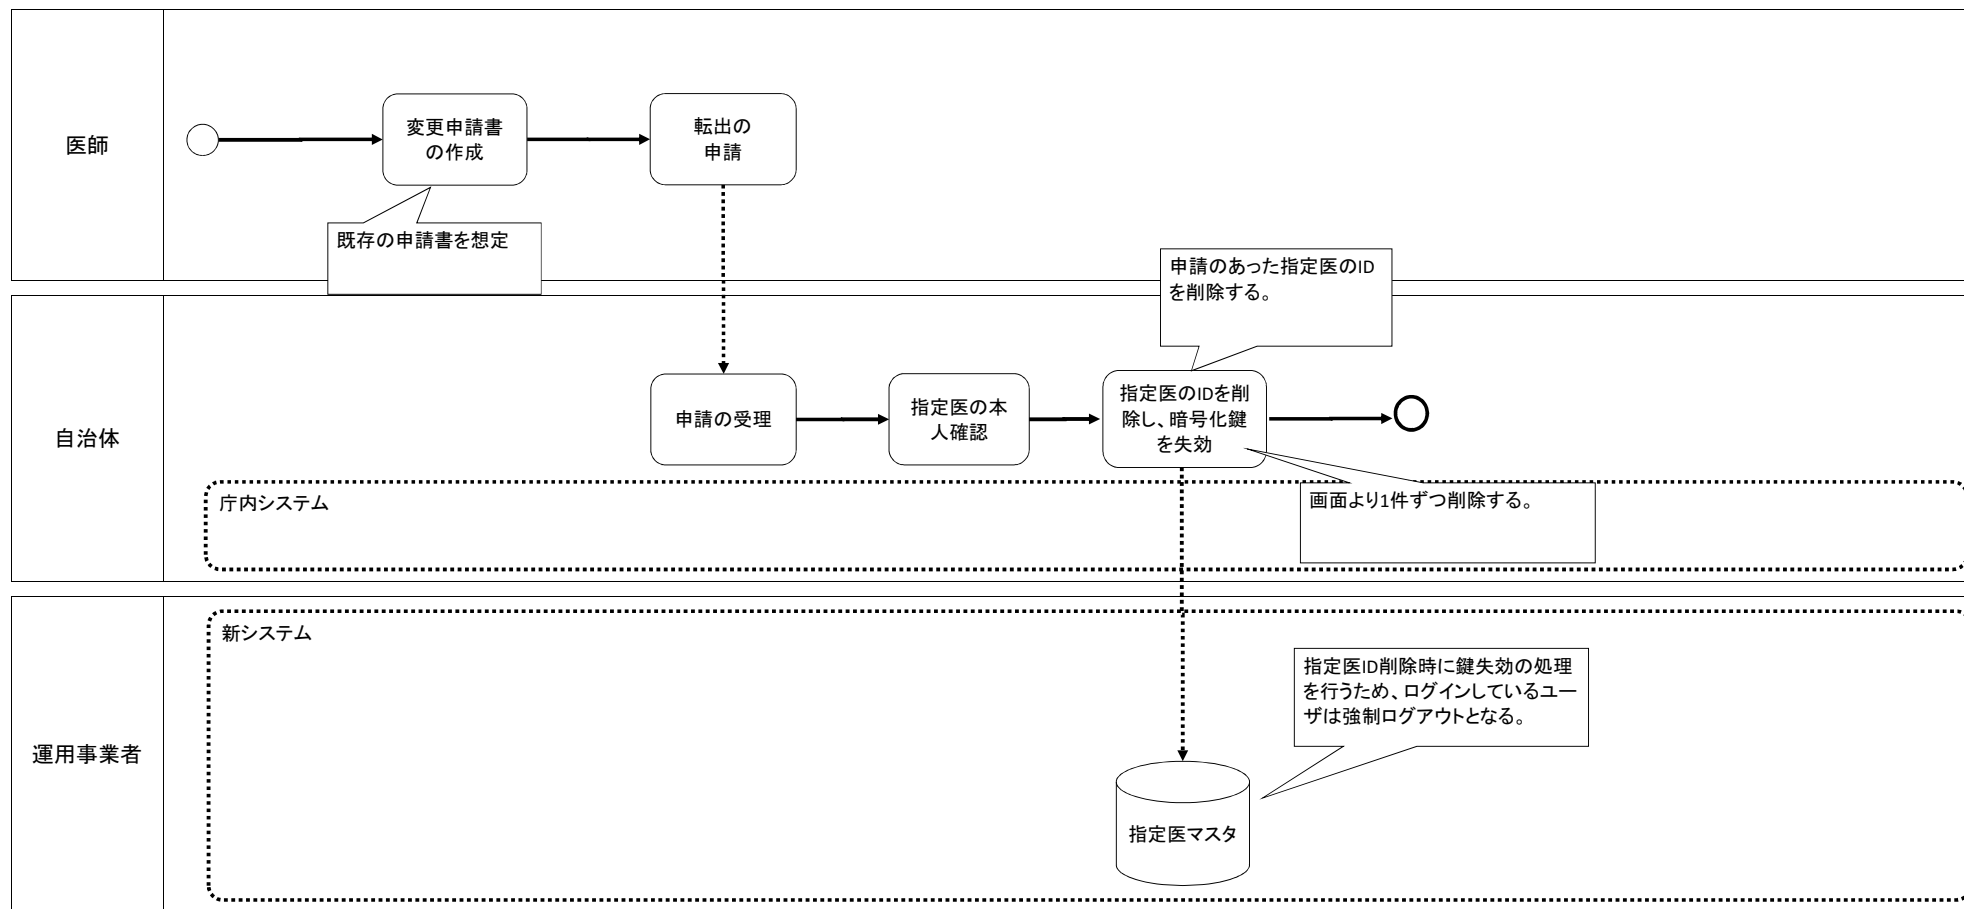 医師
変更申請書
の作成
転出の
申請
既存の申請書を想定
申請のあった指定医のID
を削除する。
自治体
申請の受理
指定医の本
人確認
指定医のIDを削
除し、暗号化鍵
を失効
庁内システム
画面より1件ずつ削除する。
運用事業者
新システム
指定医ID削除時に鍵失効の処理
を行うため、ログインしているユー
ザは強制ログアウトとなる。
指定医マスタ